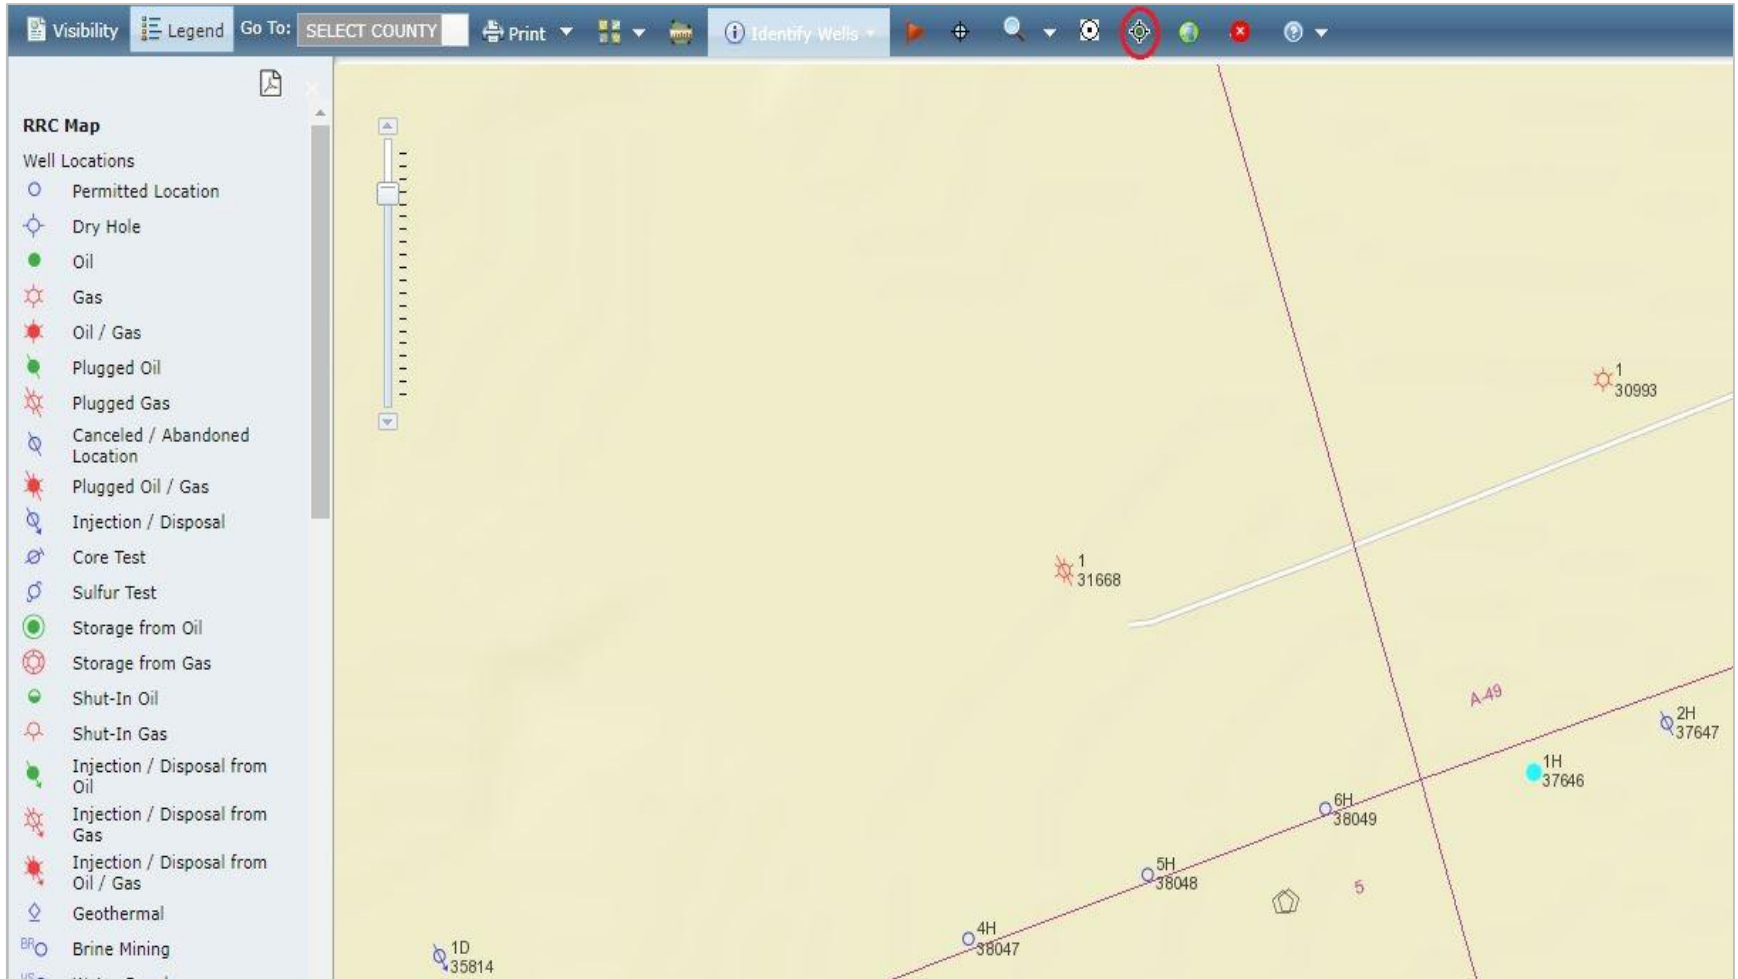 Visibility Legend Go To: SELECT COUNTY Print Identify Wells
RRC Map
Well Locations
Permitted Location
Dry Hole
Oil
Gas
Oil / Gas
Plugged Oil
Plugged Gas
Canceled / Abandoned
Location
Plugged Oil / Gas
Injection / Disposal
Core Test
Sulfur Test
Storage from Oil
Storage from Gas
Shut-In Oil
Shut-In Gas
Injection / Disposal from
Oil
Injection / Disposal from
Gas
Injection / Disposal from
Oil / Gas
Geothermal
BR Brine Mining
1
30993
1
31668
A-49
2H
37647
1H
37646
6H
38049
5H
38048
5
4H
38047
1D
35814